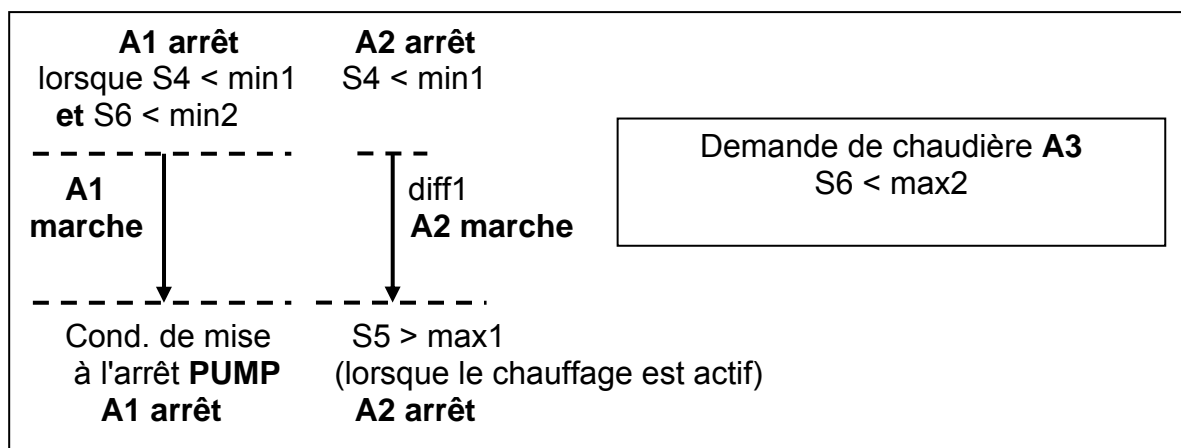 A1 arrêt
lorsque S4 < min1
et S6 < min2
A1
marche
Cond. de mise
à l'arrêt PUMP
A1 arrêt
A2 arrêt
S4 < min1
diff1
A2 marche
S5 > max1
(lorsque le chauffage est actif)
A2 arrêt
Demande de chaudière A3
S6 < max2